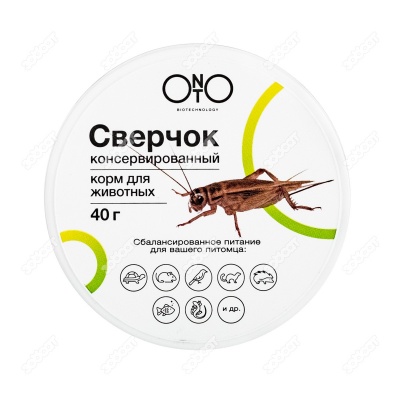 ONTO
BIOTECHNOLOGY
Сверчок
консервированный
корм для
животных
40 г
Сбалансированное питание
для вашего питомца:
и др.